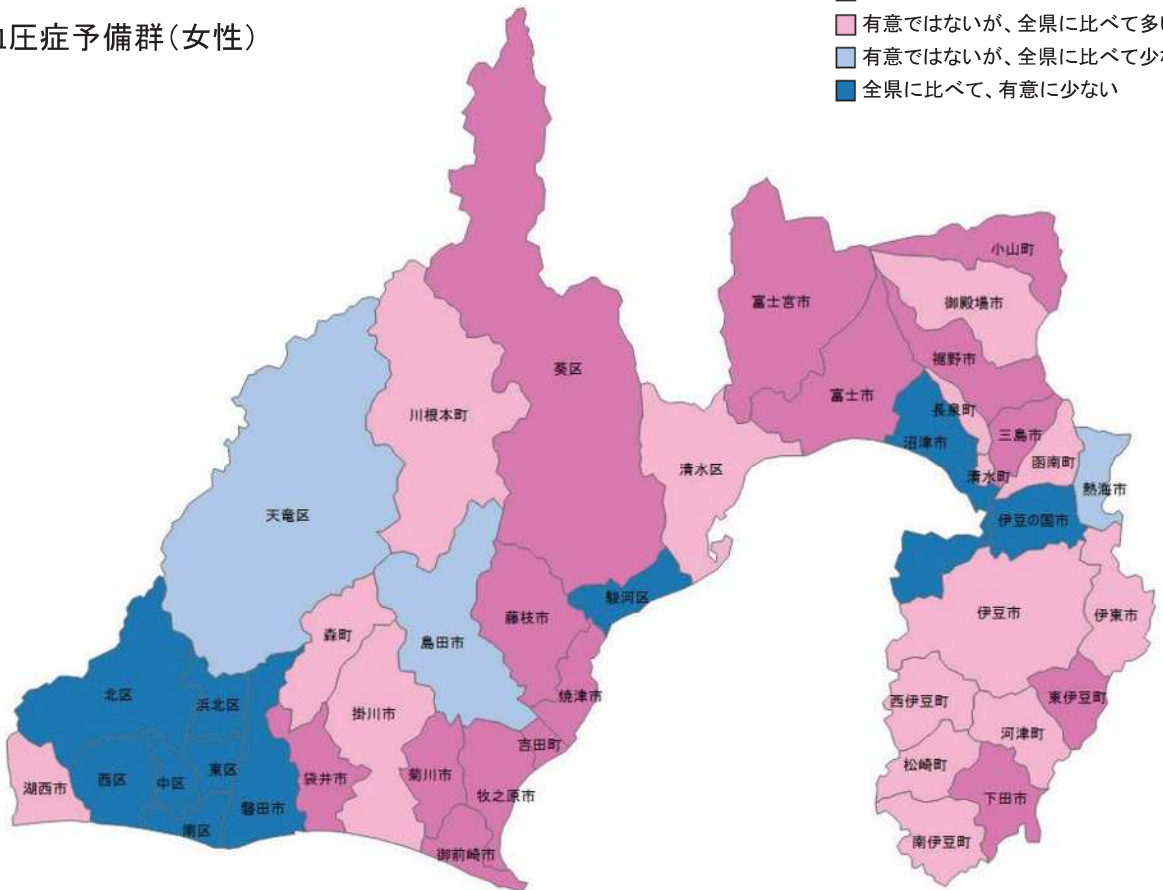 圧症予備群(女性)
有意ではないが、全県に比べて多い
有意ではないが、全県に比べて少な
全県に比べて、有意に少ない
小山町
富士宮市
御殿場市
裾野市
葵区
富士市
長泉町
川根本町
三島市
沼津市
函南町
清水区
清水町
熱海市
天竜区
伊豆の国市
駿河区
藤枝市
伊豆市
伊東市
森町
島田市
焼津市
北区
浜北区
東伊豆町
西伊豆町
掛川市
河津町
吉田町
松崎町
東区
西区
中区
袋井市
菊川市
湖西市
牧之原市
下田市
磐田市
南区
南伊豆町
御前崎市